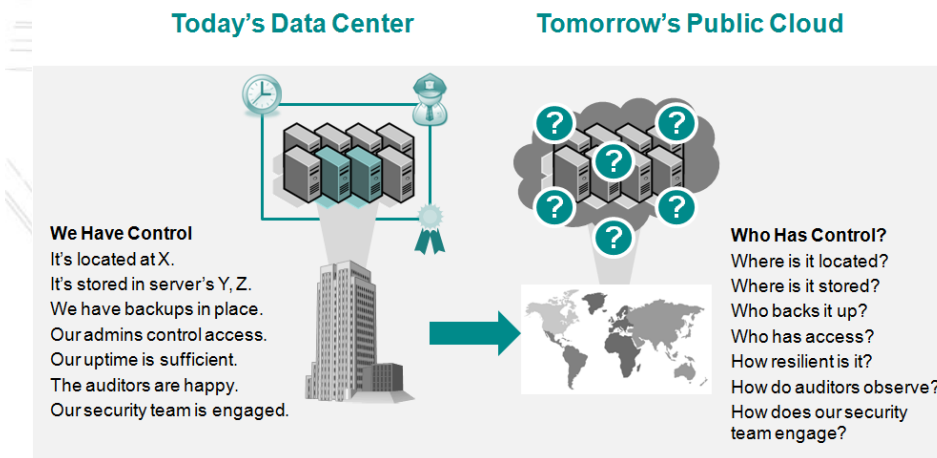 Today's Data Center
Tomorrow's Public Cloud
?
?
?
?
?
?
We Have Control
It's located at X.
It's stored in server's Y, Z.
We have backups in place.
Our admins control access.
Our uptime is sufficient.
The auditors are happy.
Our security team is engaged.
Who Has Control?
Where is it located?
Where is it stored?
Who backs it up?
Who has access?
How resilient is it?
How do auditors observe?
How does our security
team engage?